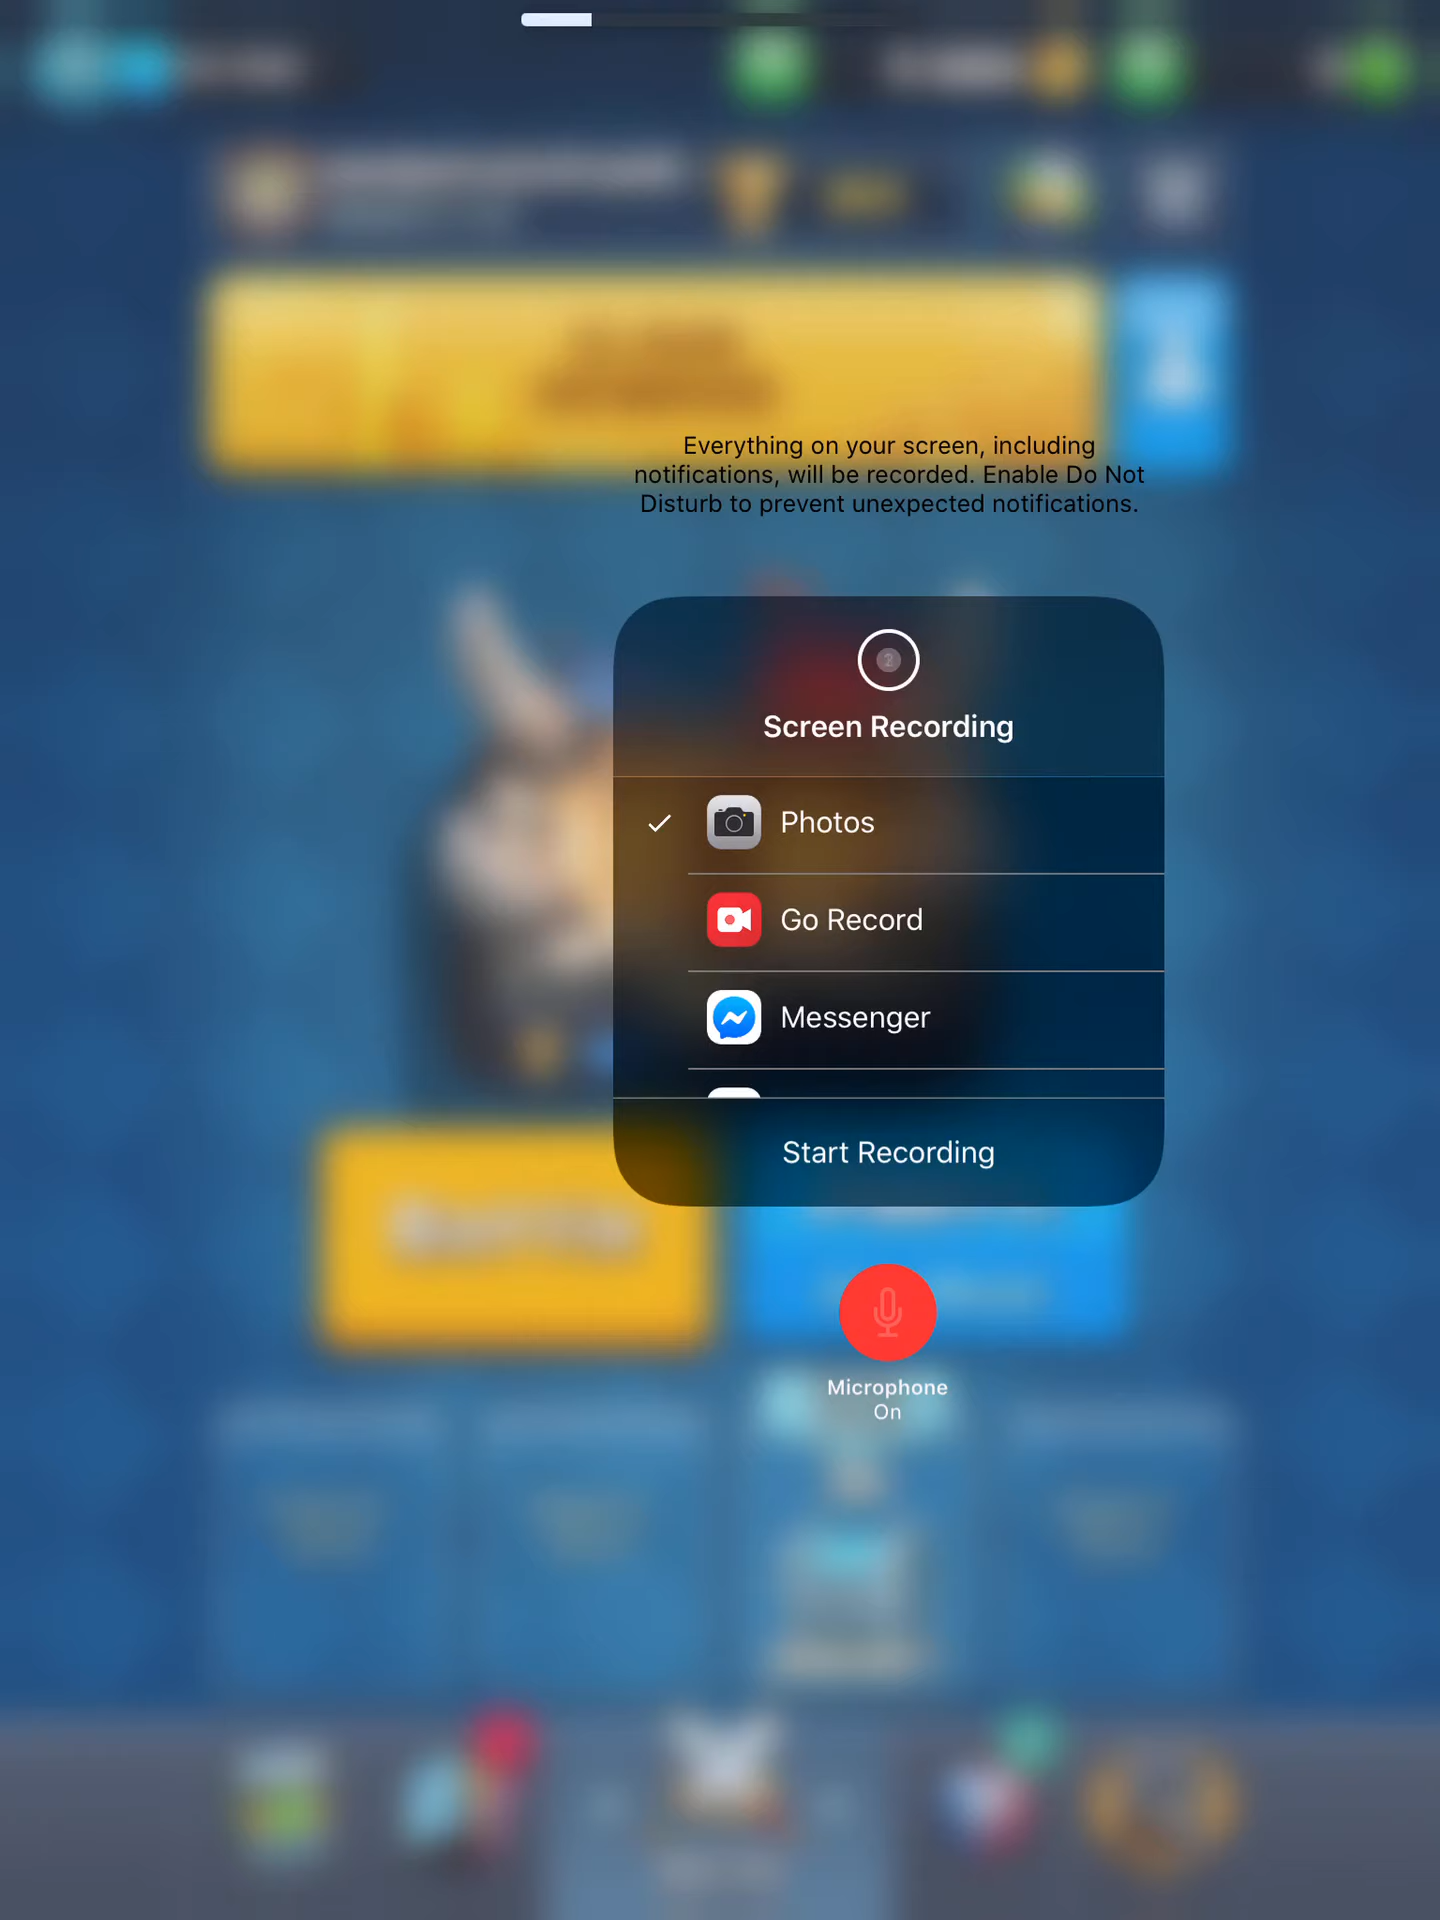 Everything on your screen, including
notifications, will be recorded. Enable Do Not
Disturb to prevent unexpected notifications.
Screen Recording
Photos
Go Record
Messenger
Start Recording
Microphone
On